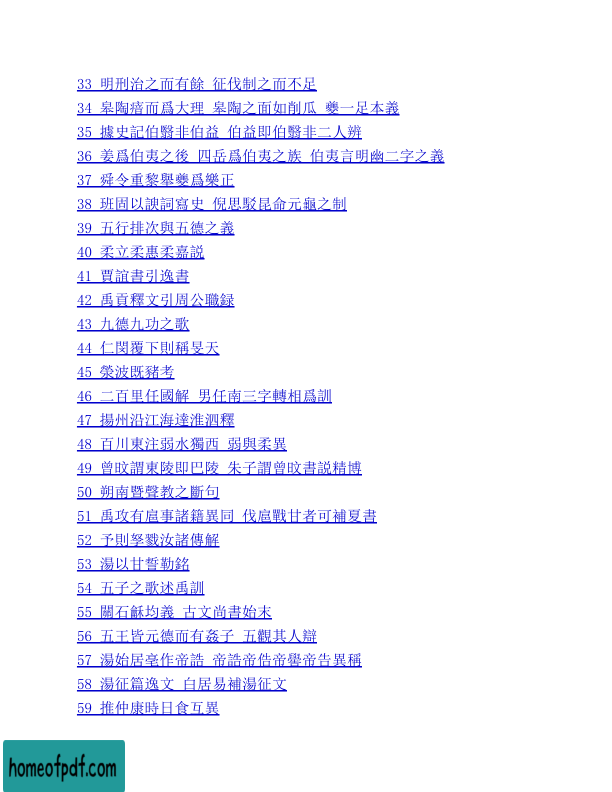 33 明刑治之而有餘 征伐制之而不足
34 皋陶瘖而爲大理 皋陶之面如削瓜 夔一足本義
35 據史記伯翳非伯益 伯益即伯翳非二人辨
36 姜爲伯夷之後 四岳爲伯夷之族 伯夷言明幽二字之義
37 舜令重黎舉夔爲樂正
38 班固以諛詞寫史 倪思駁昆命元龜之制
39 五行排次與五德之義
40 柔立柔惠柔嘉説
41 賈誼書引逸書
42 禹貢釋文引周公職録
43 九德九功之歌
44 仁閔覆下則稱旻天
45 滎波既豬考
46 二百里任國解 男任南三字轉相爲訓
47 揚州沿江海達淮泗釋
48 百川東注弱水獨西 弱與柔異
49 曾旼謂東陵即巴陵 朱子謂曾旼書説精博
50 朔南暨聲教之斷句
51 禹攻有扈事諸籍異同 伐扈戰甘者可補夏書
52 予則孥戮汝諸傳解
53 湯以甘誓勒銘
54 五子之歌述禹訓
55 關石龢均義 古文尚書始末
56 五王皆元德而有姦子 五觀其人辯
57 湯始居亳作帝誥 帝誥帝俈帝嚳帝告異稱
58 湯征篇逸文 白居易補湯征文
59 推仲康時日食互異
homeofpdf.com